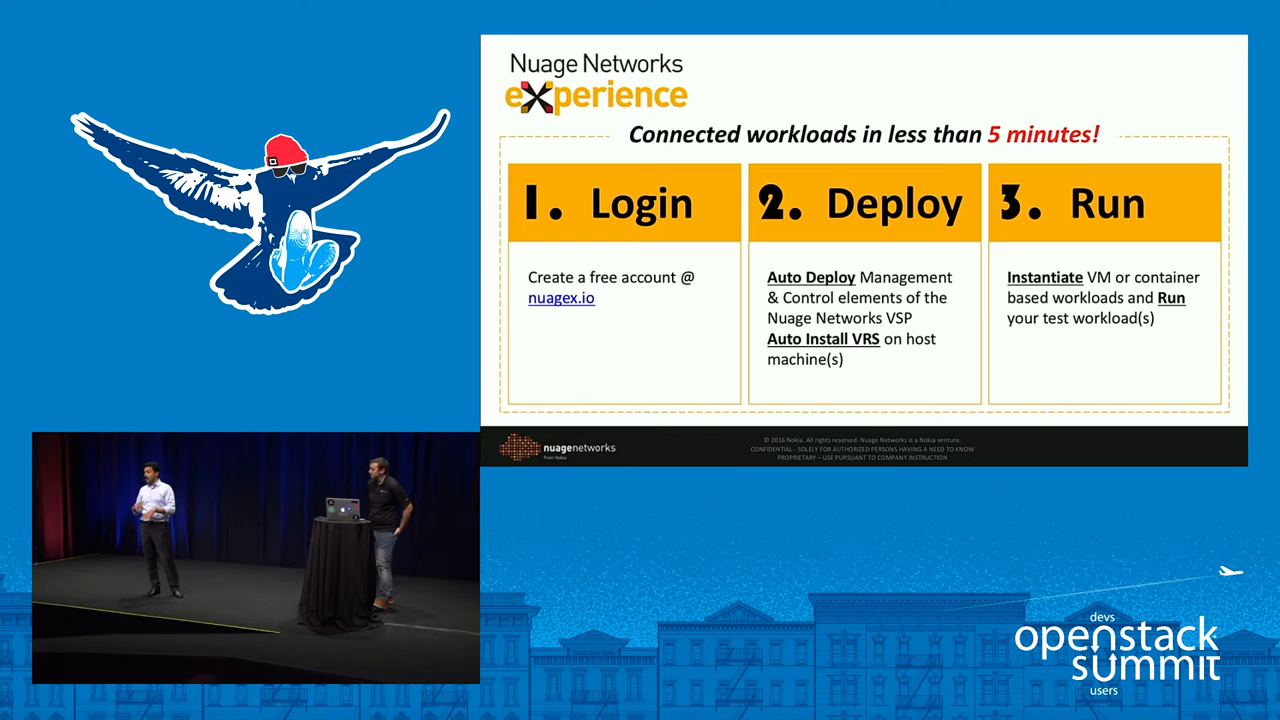 Nuage Networks
eXperience
Connected workloads in less than 5 minutes!
1. Login
Create a free account @
nuagex.io
2. Deploy
Auto Deploy Management
& Control elements of the
Nuage Networks VSP
Auto Install VRS on host
machine(s)
3. Run
Instantiate VM or container
based workloads and Run
your test workload(s)
nuagenetworks
From Nokia
© 2016 Nokia. All rights reserved. Nuage Networks is a Nokia venture.
CONFIDENTIAL - SOLELY FOR AUTHORIZED PERSONS HAVING A NEED TO KNOW
PROPRIETARY – USE PURSUANT TO COMPANY INSTRUCTION
devs
openstack
summit
users